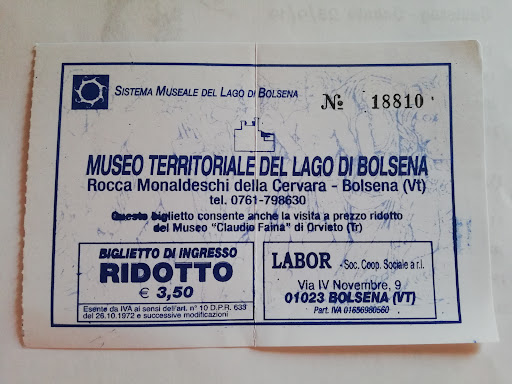 SISTEMA MUSEALE DEL LAGO DI BOLSENA
№ 18810
MUSEO TERRITORIALE DEL LAGO DI BOLSENA
Rocca Monaldeschi della Cervara - Bolsena (Vt)
tel. 0761-798630
Questo biglietto consente anche la visita a prezzo ridotto
del Museo "Claudio Faina" di Orvieto (Tr)
BIGLIETTO DI INGRESSO
RIDOTTO
€ 3,50
Esente da IVA ai sensi dell'art. n° 10 D.P.R. 633
del 26.10.1972 e successive modificazioni
LABOR - Soc. Coop. Sociale a r.l.
Via IV Novembre, 9
01023 BOLSENA (VT)
Part. IVA 01656980560